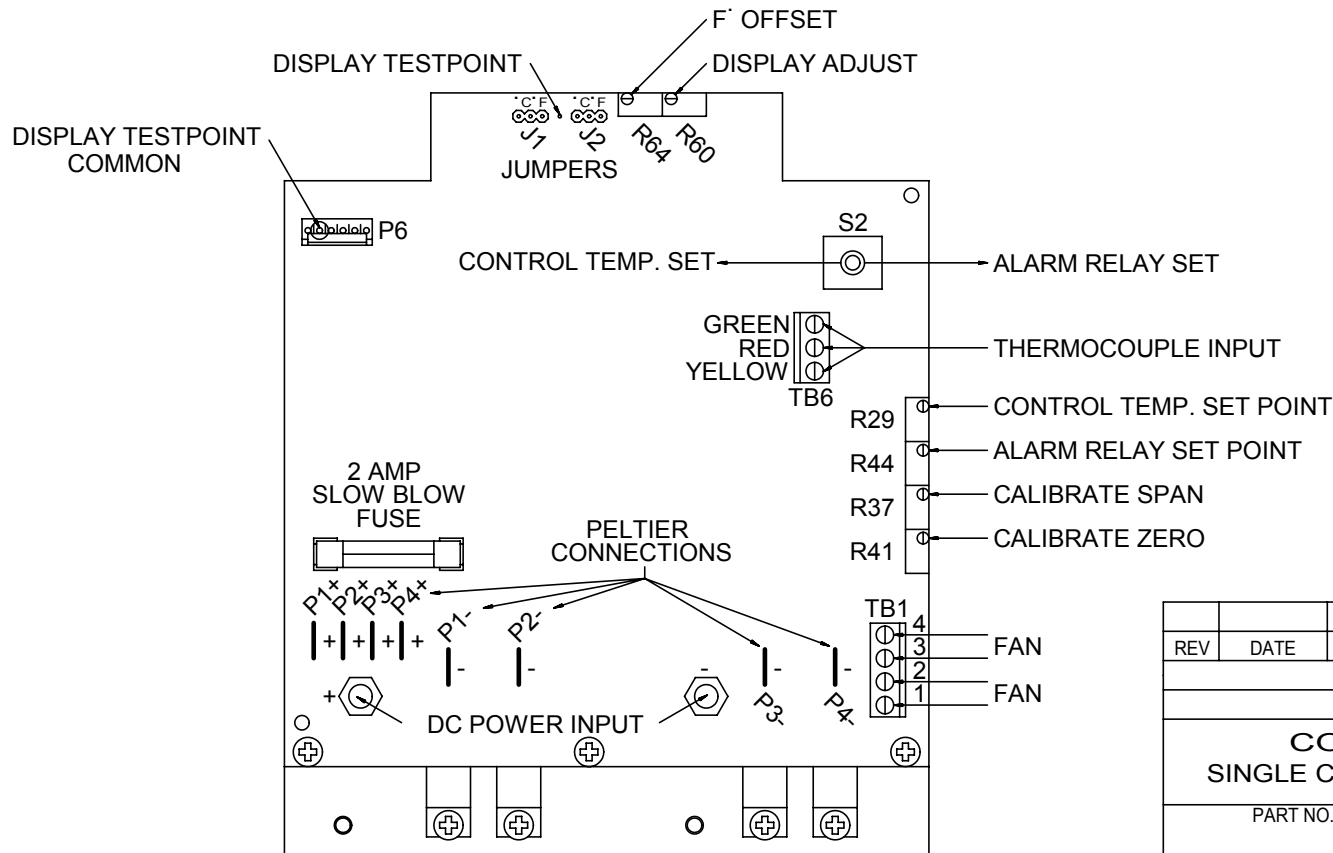 F˙ OFFSET
DISPLAY TESTPOINT
DISPLAY ADJUST
˙C˙F
˙C˙F
J1
J2
R64
R60
JUMPERS
DISPLAY TESTPOINT
COMMON
P6
S2
CONTROL TEMP. SET
ALARM RELAY SET
GREEN
RED
YELLOW
TB6
THERMOCOUPLE INPUT
R29
CONTROL TEMP. SET POINT
R44
ALARM RELAY SET POINT
R37
CALIBRATE SPAN
R41
CALIBRATE ZERO
2 AMP
SLOW BLOW
FUSE
PELTIER
CONNECTIONS
P1+
P2+
P3+
P4+
+ + + +
P1-
P2-
- -
- -
P3-
P4-
TB1
4
3
2
1
FAN
FAN
+
-
DC POWER INPUT
REV DATE
CO
SINGLE C
PART NO.